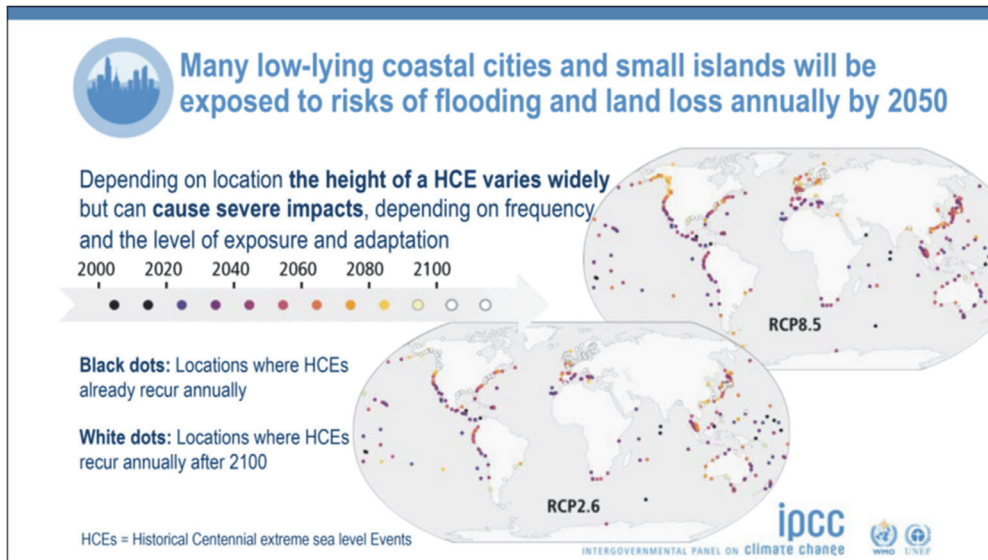 Many low-lying coastal cities and small islands will be
exposed to risks of flooding and land loss annually by 2050
Depending on location the height of a HCE varies widely
but can cause severe impacts, depending on frequency
and the level of exposure and adaptation
2000 2020 2040 2060 2080 2100
RCP8.5
Black dots: Locations where HCEs
already recur annually
White dots: Locations where HCEs
recur annually after 2100
RCP2.6
HCEs = Historical Centennial extreme sea level Events
ipcc
INTERGOVERNMENTAL PANEL ON climate change
WMO UNEP